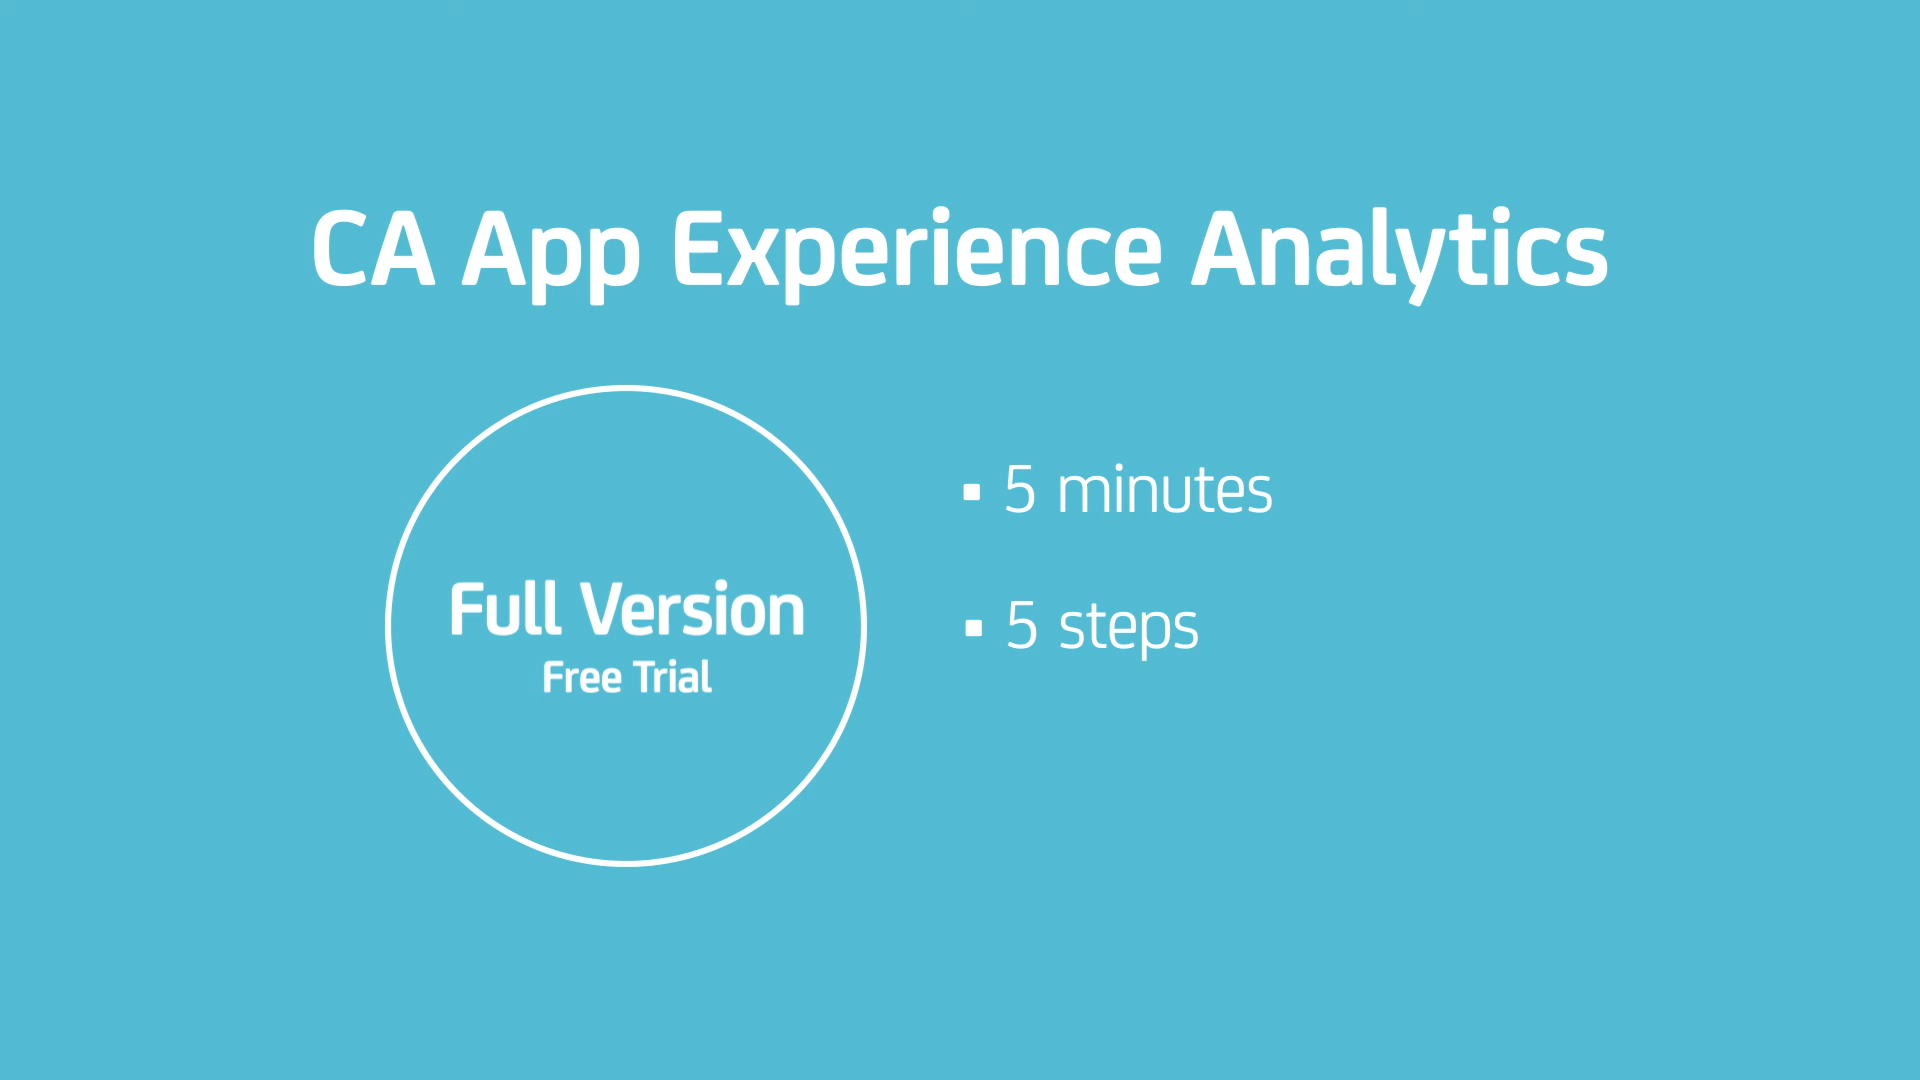 CA App Experience Analytics
Full Version
Free Trial
▪ 5 minutes
▪ 5 steps